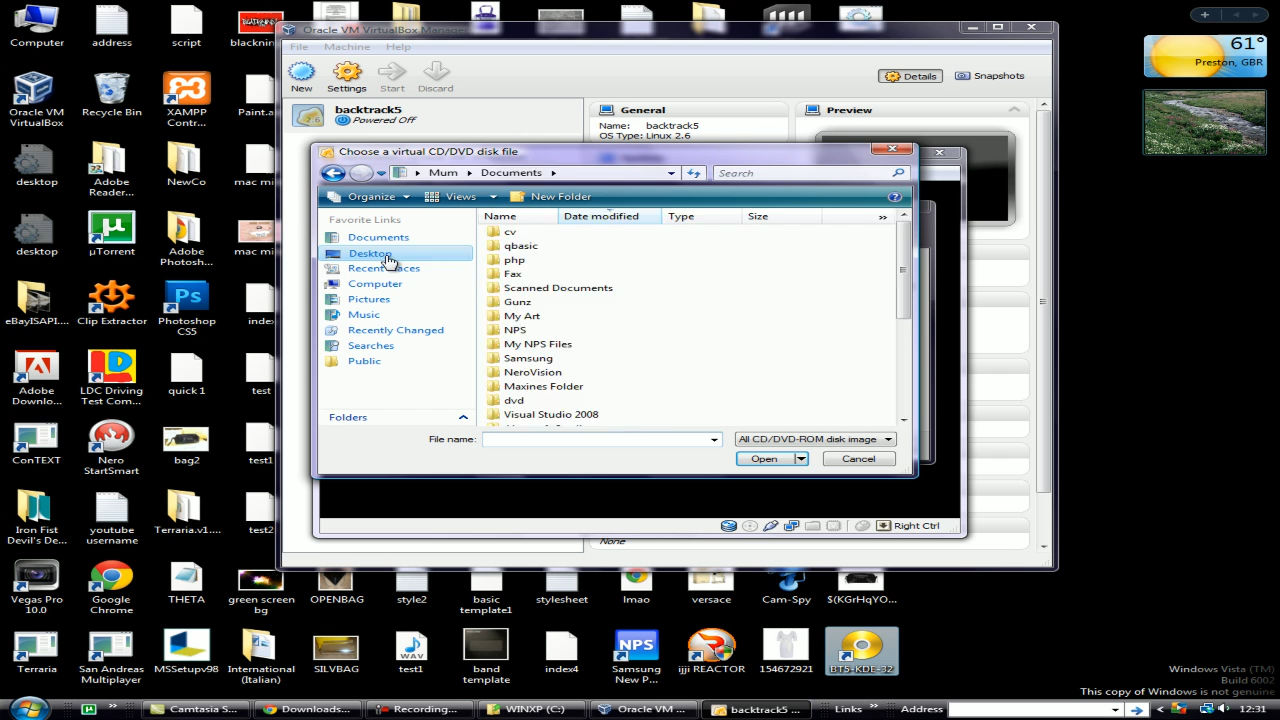 Computer
address
script
blacknin
Oracle VM VirtualBox
Recycle Bin
XAMPP Contr...
Paint.a
desktop
Adobe Reader...
NewCo
mac mi
desktop
µTorrent
Adobe Photosh...
mac mi
eBayISAPI....
Clip Extractor
Photoshop CS5
index
Adobe Downlo...
LDC Driving Test Com...
quick 1
test
ConTEXT
Nero StartSmart
bag2
test1
Iron Fist Devil's De...
youtube username
Terraria.v1....
test2
Vegas Pro 10.0
Google Chrome
THETA
green screen bg
OPENBAG
style2
basic template1
stylesheet
lmao
versace
Cam-Spy
$(KGrHqYO...
Terraria
San Andreas Multiplayer
MSSetupv98
International (Italian)
SILVBAG
test1
band template
index4
Samsung New P...
ijji REACTOR
154672921
BT5-KDE-32
Oracle VM VirtualBox Manager
File Machine Help
New Settings Start Discard
Details Snapshots
backtrack5
Powered Off
General
Name: backtrack5
OS Type: Linux 2.6
Preview
None
Right Ctrl
Choose a virtual CD/DVD disk file
Mum Documents
Search
Organize Views New Folder
Favorite Links
Documents
Desktop
Computer
Pictures
Music
Recently Changed
Searches
Public
Folders
Name Date modified Type Size
cv
qbasic
php
Fax
Scanned Documents
Gunz
My Art
NPS
My NPS Files
Samsung
NeroVision
Maxines Folder
dvd
Visual Studio 2008
File name:
All CD/DVD-ROM disk image
Open Cancel
61°
Preston, GBR
Windows Vista (TM)
Build 6002
This copy of Windows is not genuine
Camtasia S...
Downloads...
Recording...
WINXP (C:)
Oracle VM ...
backtrack5 ...
Links
Address
12:31